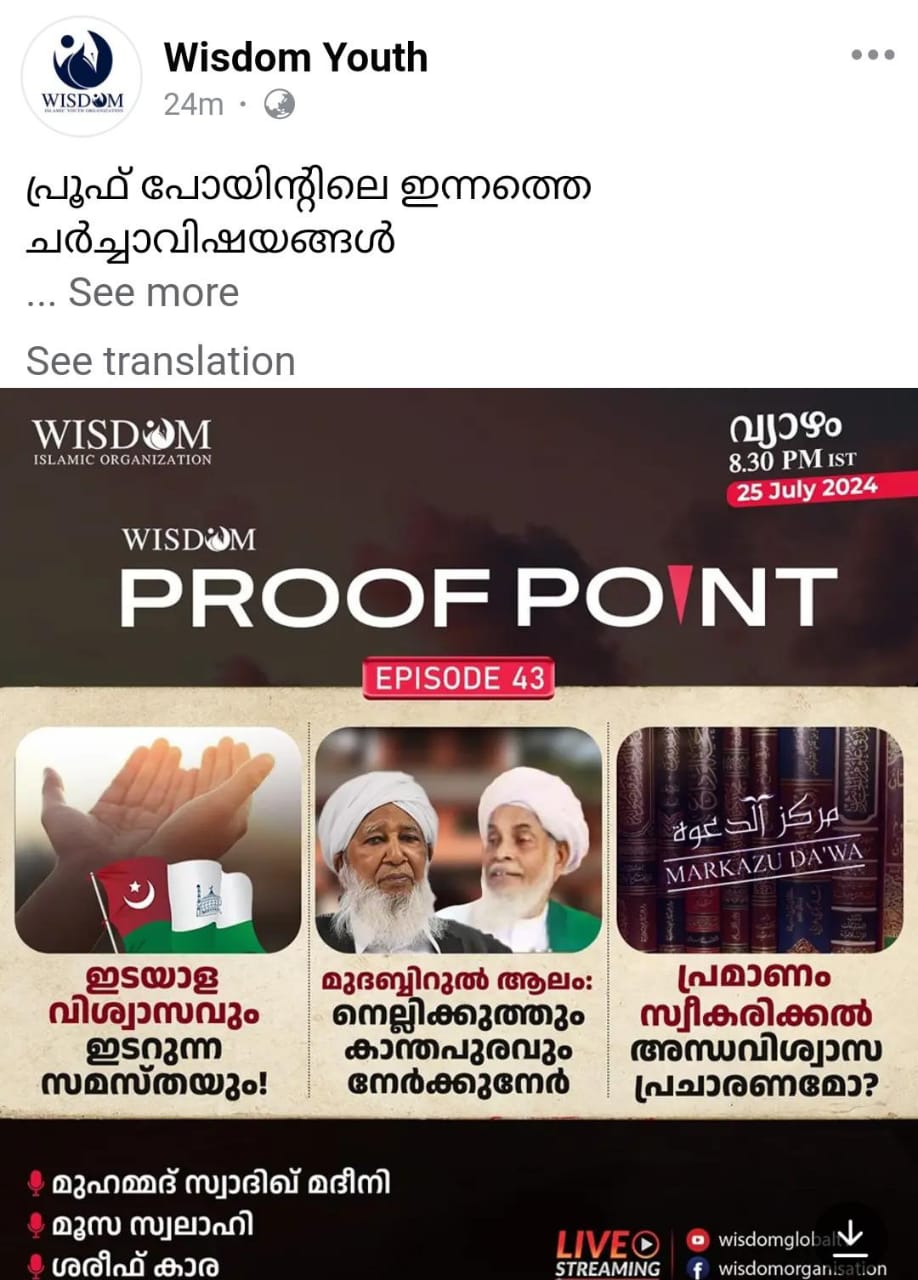 WISDOM
Wisdom Youth
24m ·
പ്രൂഫ് പോയിന്റിലെ ഇന്നത്തെ
ചർച്ചാവിഷയങ്ങൾ
... See more
See translation
WISDOM
ISLAMIC ORGANIZATION
വ്യാഴം
8.30 PM IST
25 July 2024
WISDOM
PROOF POINT
EPISODE 43
ഇടയാള
വിശ്വാസവും
ഇടറുന്ന
സമസ്തയും!
മുദബ്ബിറുൽ ആലം:
നെല്ലിക്കുത്തും
കാന്തപുരവും
നേർക്കുനേർ
مركز الدعوة
MARKAZU DA'WA
പ്രമാണം
സ്വീകരിക്കൽ
അന്ധവിശ്വാസ
പ്രചാരണമോ?
മുഹമ്മദ് സ്വാദിഖ് മദീനി
മൂസ സ്വലാഹി
ശരീഫ് കാര
LIVE
STREAMING
wisdomglobal
wisdomorganisation